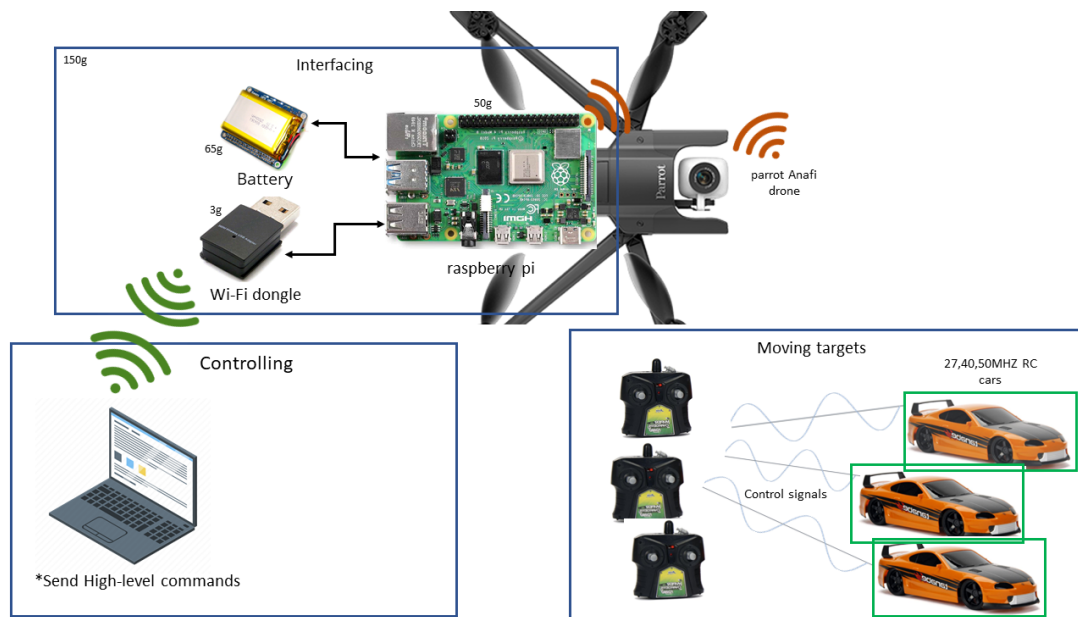 150g
Interfacing
50g
65g
Battery
3g
Wi-Fi dongle
HDMI
raspberry pi
Parrot
parrot Anafi
drone
Controlling
*Send High-level commands
Moving targets
27,40,50MHZ RC
cars
Control signals